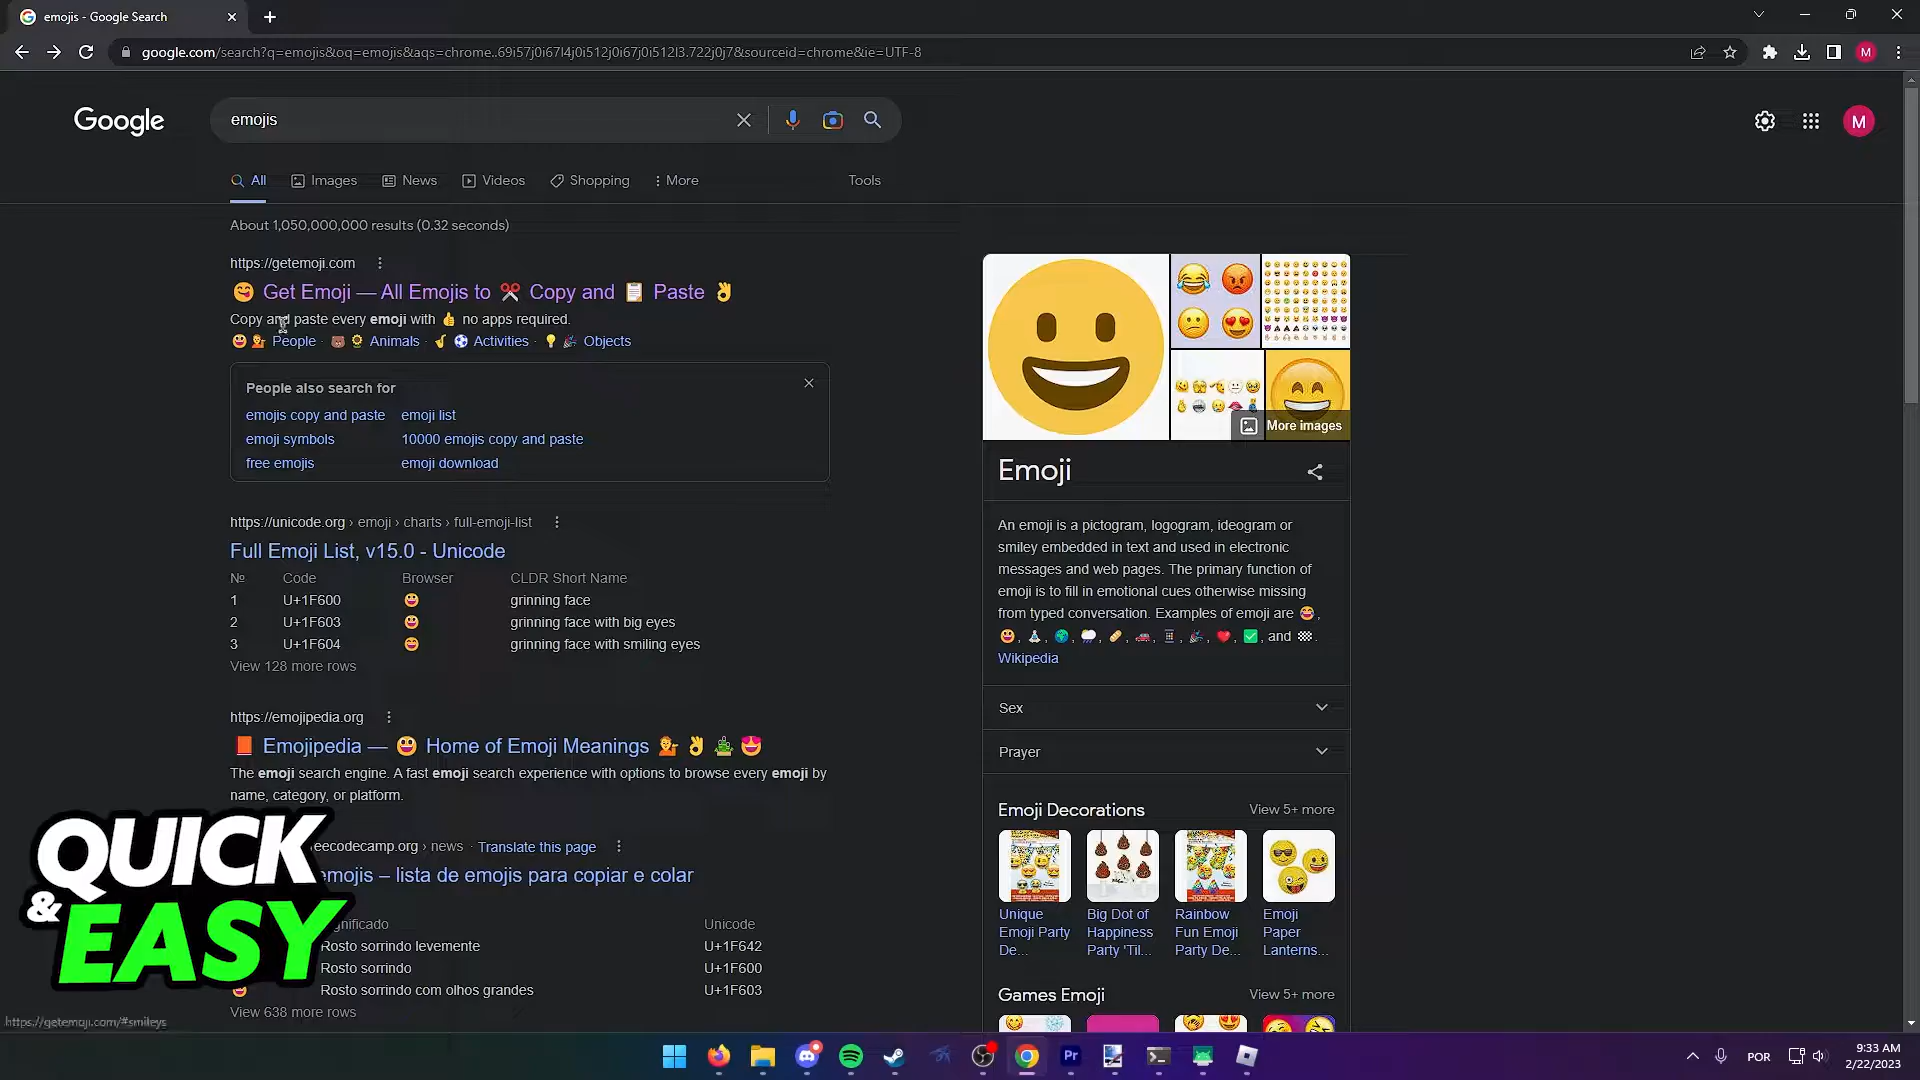 emojis - Google Search
google.com/search?q=emojis&oq=emojis&aqs=chrome..69i57j0i67l4j0i512j0i67j0i512l3.722j0j7&sourceid=chrome&ie=UTF-8
M
Google
emojis
M
All
Images
News
Videos
Shopping
More
Tools
About 1,050,000,000 results (0.32 seconds)
https://getemoji.com
😋 Get Emoji — All Emojis to ✂️ Copy and 📋 Paste 👌
Copy and paste every emoji with 👍 no apps required.
😃💁 People · 🐻🌻 Animals · 🎷⚽ Activities · 💡🎉 Objects
People also search for
emojis copy and paste
emoji list
emoji symbols
10000 emojis copy and paste
free emojis
emoji download
https://unicode.org › emoji › charts › full-emoji-list
Full Emoji List, v15.0 - Unicode
№ Code Browser CLDR Short Name
1 U+1F600 😀 grinning face
2 U+1F603 😃 grinning face with big eyes
3 U+1F604 😄 grinning face with smiling eyes
View 128 more rows
https://emojipedia.org
📙 Emojipedia — 😃 Home of Emoji Meanings 💁👌🎍😍
The emoji search engine. A fast emoji search experience with options to browse every emoji by
name, category, or platform.
eecodecamp.org › news · Translate this page
emojis – lista de emojis para copiar e colar
gnificado Unicode
Rosto sorrindo levemente U+1F642
Rosto sorrindo U+1F600
Rosto sorrindo com olhos grandes U+1F603
View 638 more rows
More images
Emoji
An emoji is a pictogram, logogram, ideogram or
smiley embedded in text and used in electronic
messages and web pages. The primary function of
emoji is to fill in emotional cues otherwise missing
from typed conversation. Examples of emoji are 😂,
😃, 🧘, 🌍, 🌧️, 🥖, 🚗, 📱, 🎉, ❤️, ✅, and 🏁.
Wikipedia
Sex
Prayer
Emoji Decorations
View 5+ more
Unique
Emoji Party
De...
Big Dot of
Happiness
Party 'Til...
Rainbow
Fun Emoji
Party De...
Emoji
Paper
Lanterns...
Games Emoji
View 5+ more
QUICK
& EASY
https://getemoji.com/#smileys
Pr
POR
9:33 AM
2/22/2023